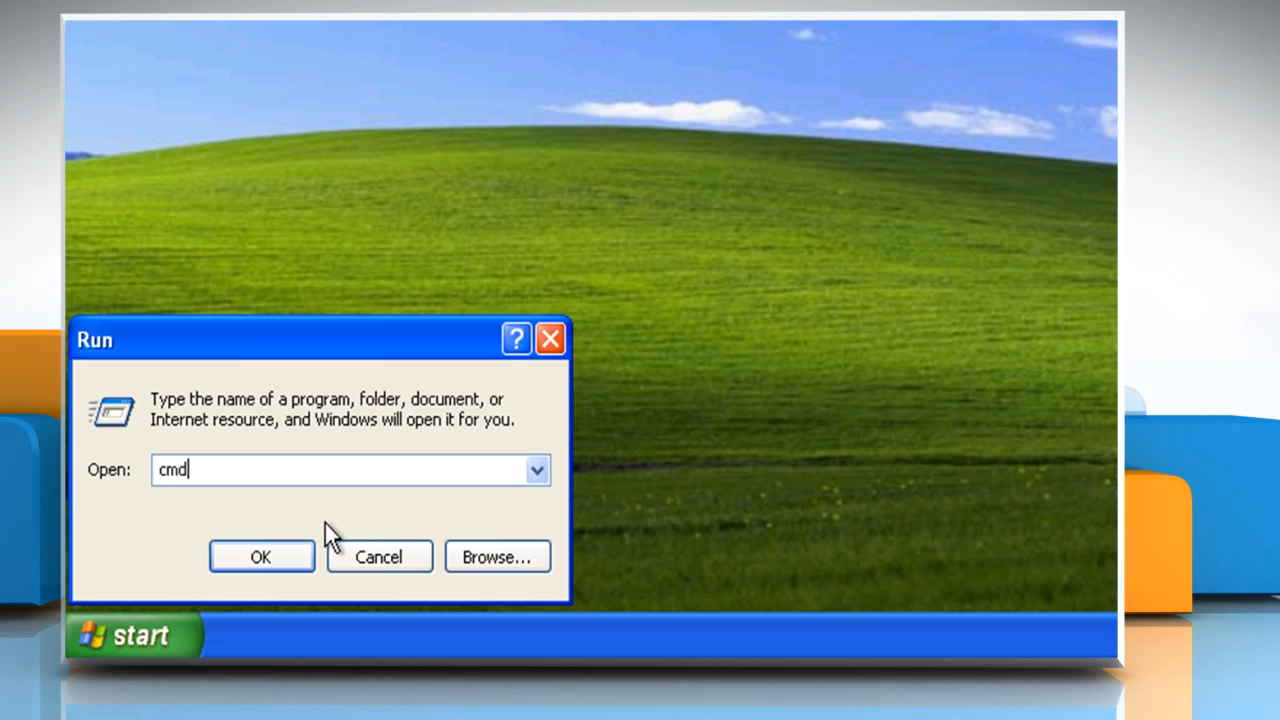 Run
Type the name of a program, folder, document, or
Internet resource, and Windows will open it for you.
Open: cmd
OK Cancel Browse...
start